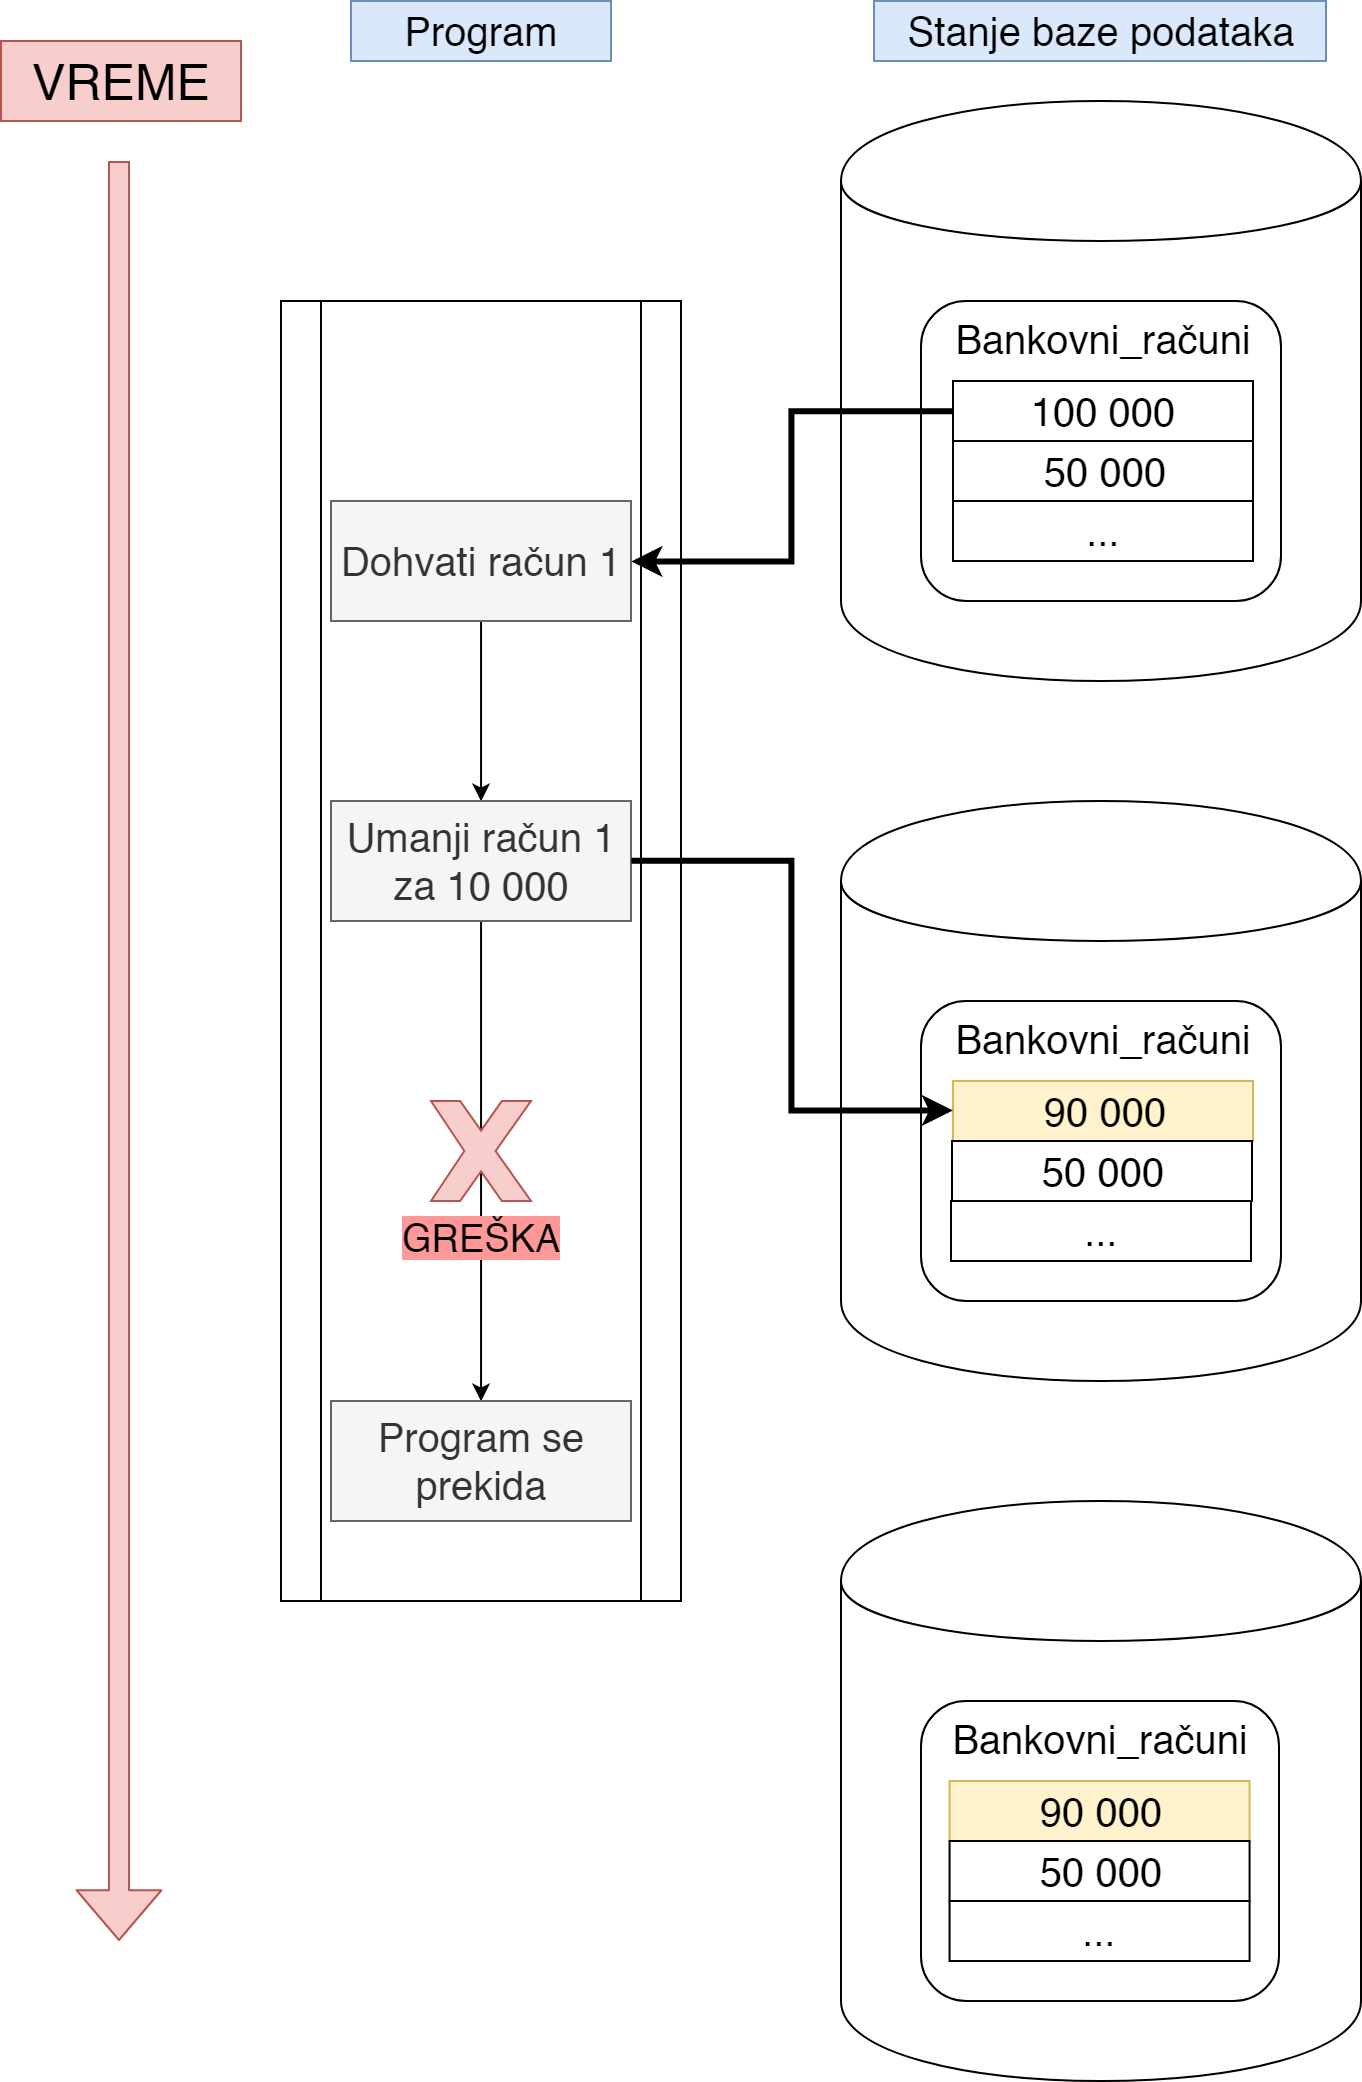 Program
Stanje baze podataka
VREME
Bankovni_računi
100 000
50 000
...
Dohvati račun 1
Umanji račun 1
za 10 000
Bankovni_računi
90 000
50 000
...
GREŠKA
Program se
prekida
Bankovni_računi
90 000
50 000
...